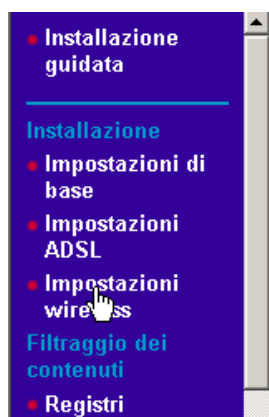 Installazione
guidata
Installazione
Impostazioni di
base
Impostazioni
ADSL
Impostazioni
wireless
Filtraggio dei
contenuti
Registri